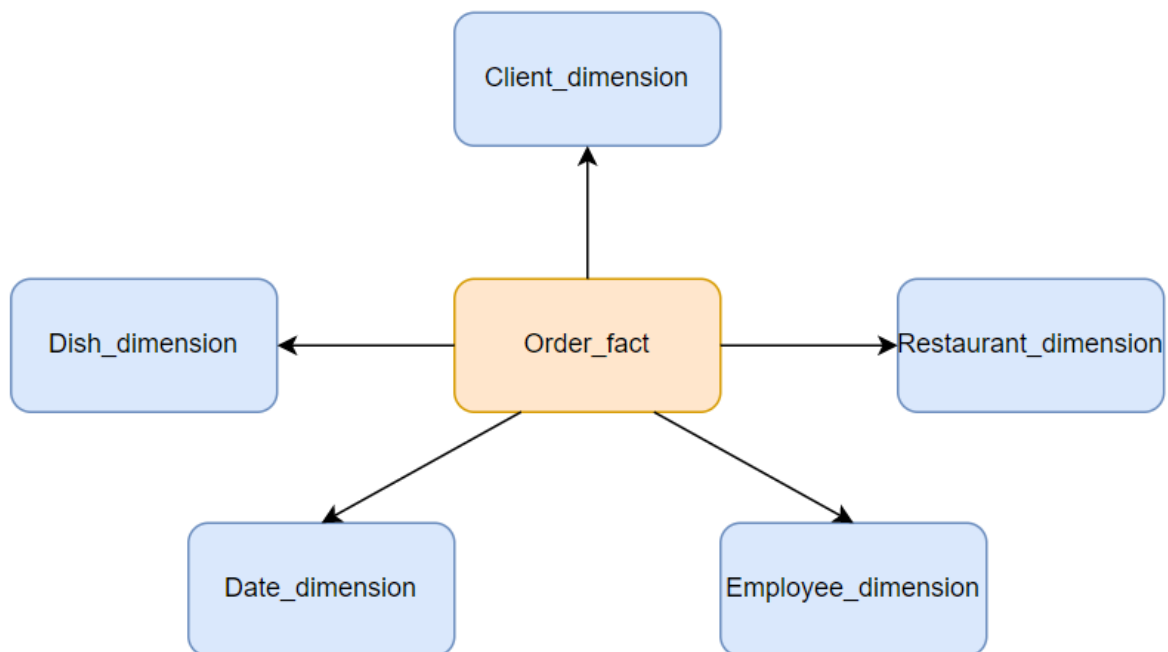 Client_dimension
Dish_dimension
Order_fact
Restaurant_dimension
Date_dimension
Employee_dimension